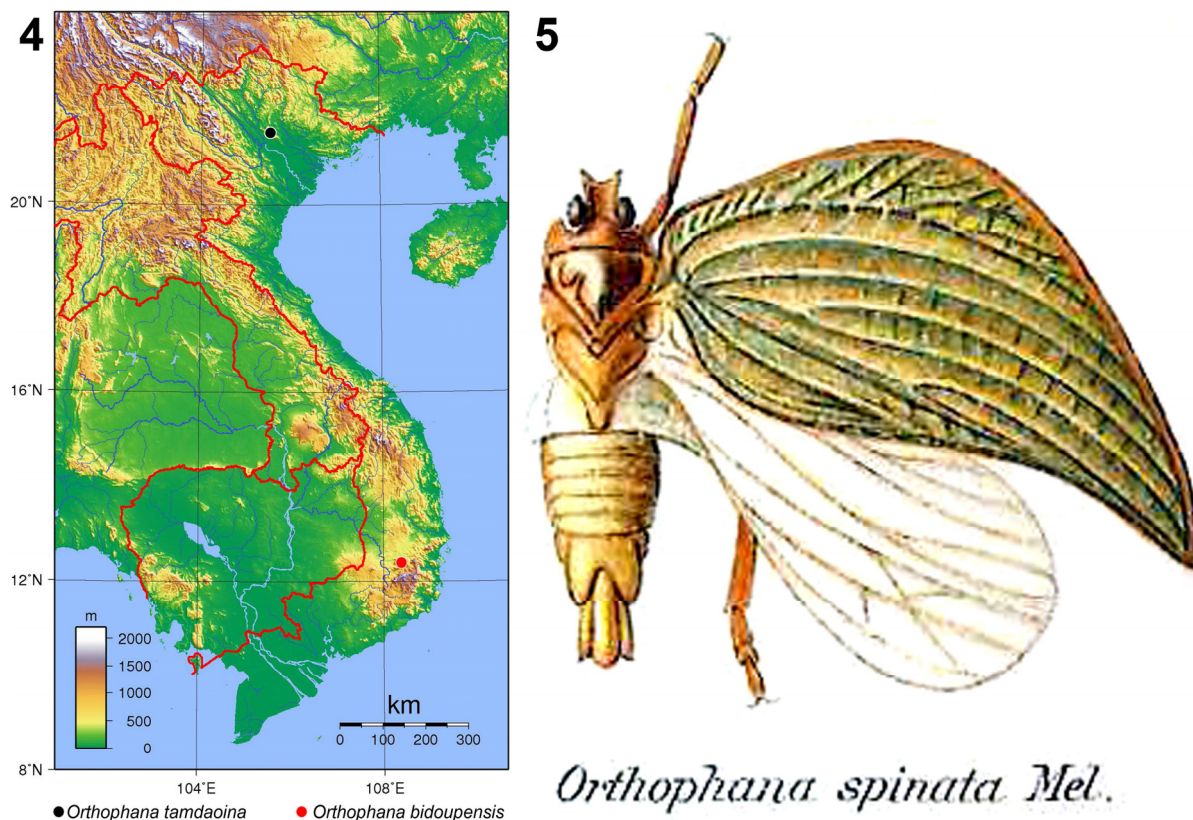 4
5
20°N
16°N
12°N
8°N
m
2000
1500
1000
500
0
km
0 100 200 300
104°E 108°E
Orthophana tamdaoina Orthophana bidoupensis
Orthophana spinata Mel.